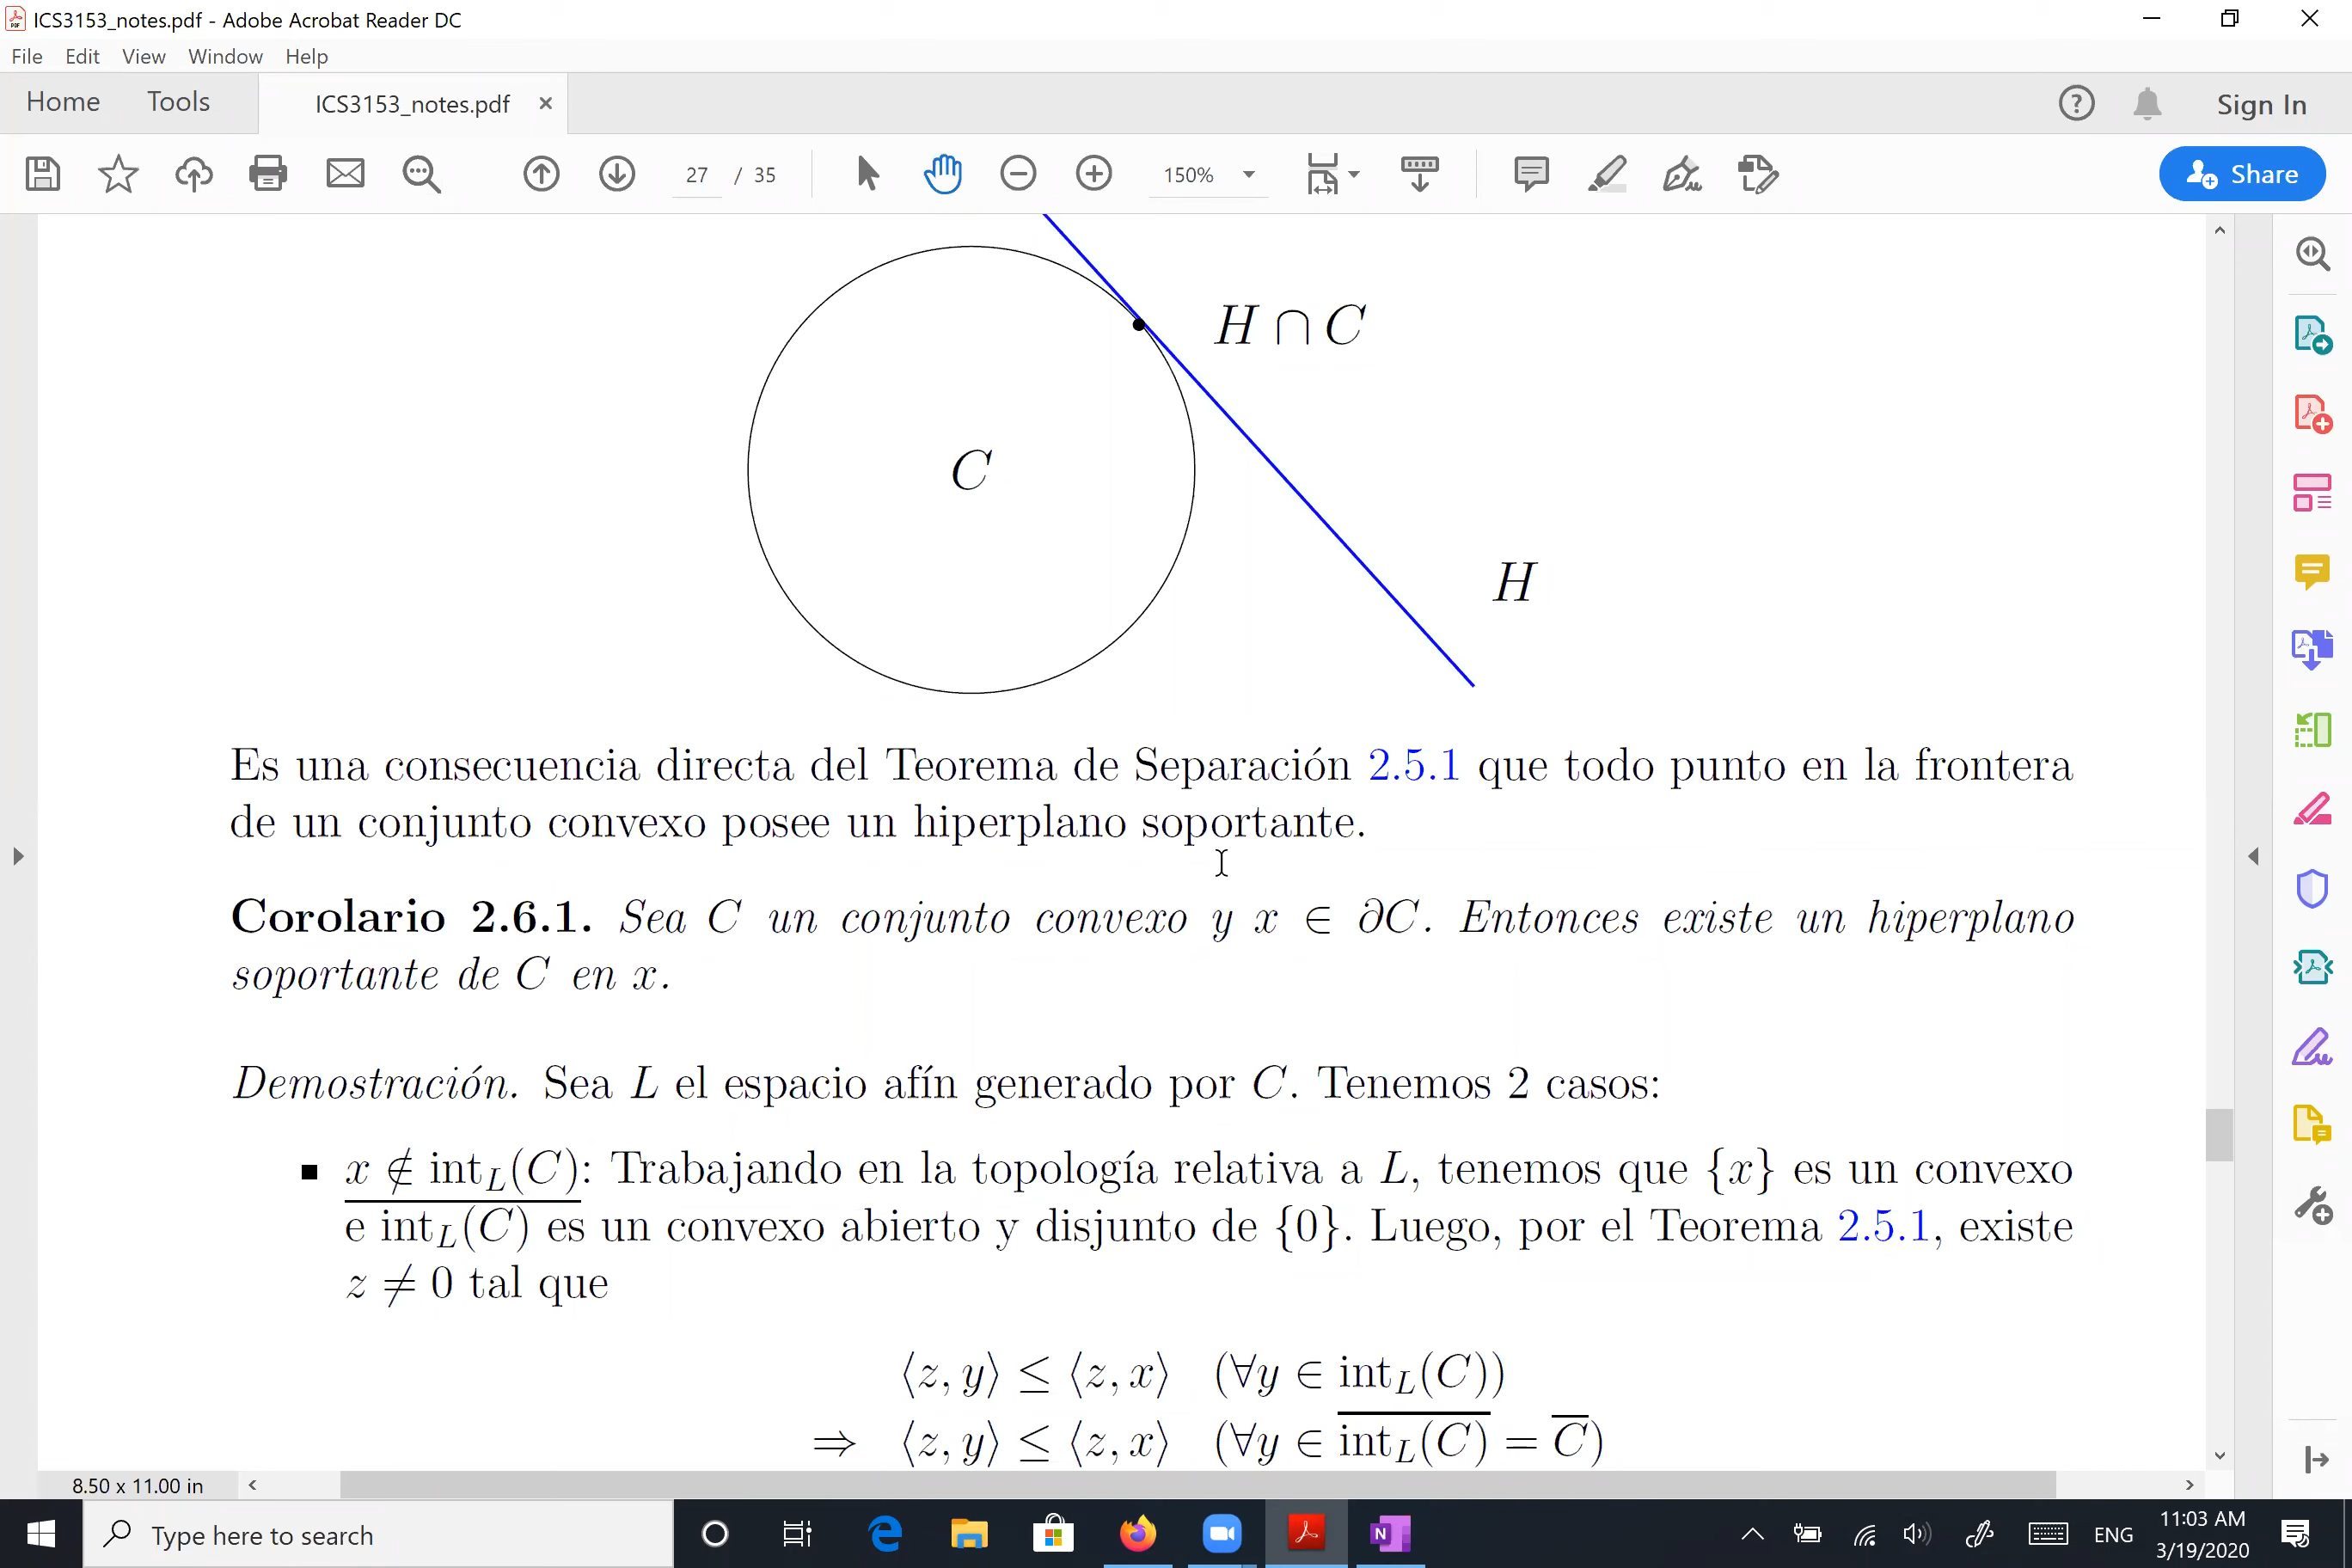 ICS3153_notes.pdf - Adobe Acrobat Reader DC
File Edit View Window Help
Home Tools ICS3153_notes.pdf × Sign In
27 / 35 150% Share
H ∩ C
C
H
Es una consecuencia directa del Teorema de Separación 2.5.1 que todo punto en la frontera
de un conjunto convexo posee un hiperplano soportante.
Corolario 2.6.1. Sea C un conjunto convexo y x ∈ ∂C. Entonces existe un hiperplano
soportante de C en x.
Demostración. Sea L el espacio afín generado por C. Tenemos 2 casos:
▪ x ∉ int_L(C): Trabajando en la topología relativa a L, tenemos que {x} es un convexo
e int_L(C) es un convexo abierto y disjunto de {0}. Luego, por el Teorema 2.5.1, existe
z ≠ 0 tal que
⟨z, y⟩ ≤ ⟨z, x⟩ (∀y ∈ int_L(C))
⇒ ⟨z, y⟩ ≤ ⟨z, x⟩ (∀y ∈ \overline{int_L(C)} = \overline{C})
8.50 x 11.00 in
Type here to search
ENG
11:03 AM
3/19/2020